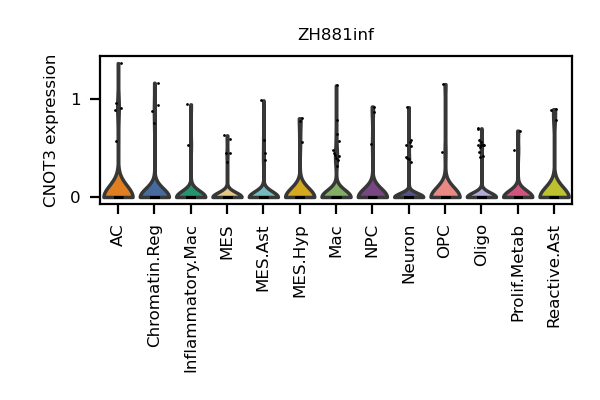 ZH881inf
CNOT3 expression
1
0
AC
Chromatin.Reg
Inflammatory.Mac
MES
MES.Ast
MES.Hyp
Mac
NPC
Neuron
OPC
Oligo
Prolif.Metab
Reactive.Ast